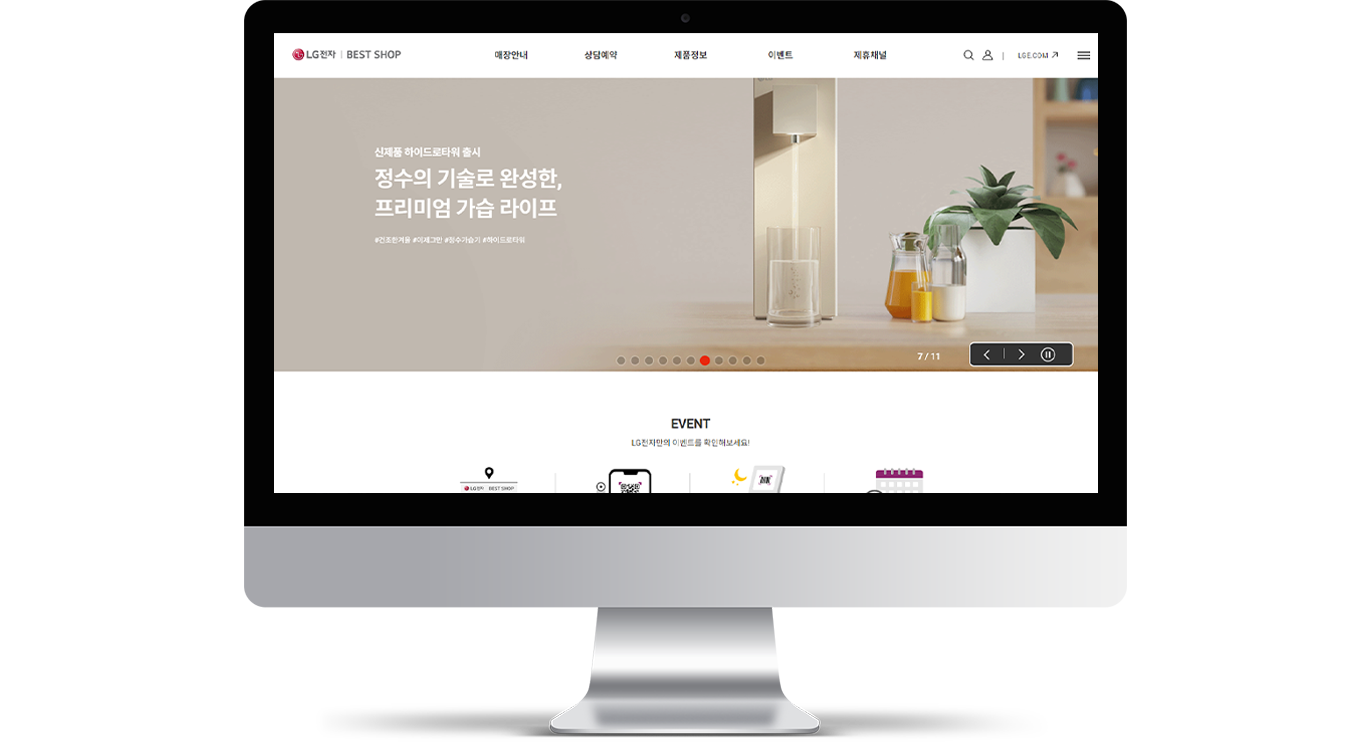 LG전자 | BEST SHOP
매장안내
상담예약
제품정보
이벤트
제휴채널
LGE.COM
신제품 하이드로타워 출시
정수의 기술로 완성한,
프리미엄 가습 라이프
#건조한겨울 #미세그만 #정수가습기 #하이드로타워
7 / 11
EVENT
LG전자만의 이벤트를 확인해보세요!
LG전자 | BEST SHOP